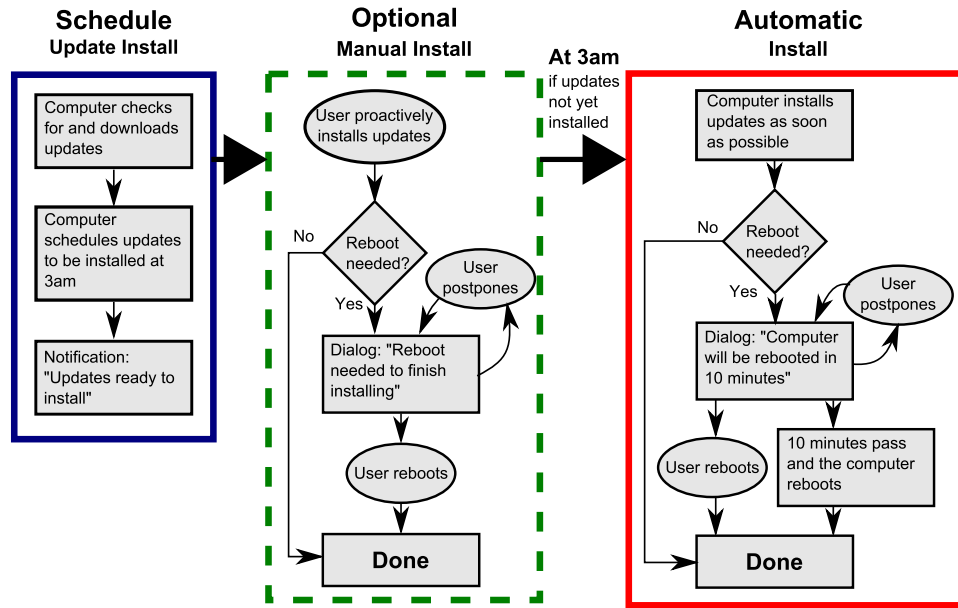 Schedule
Update Install
Computer checks
for and downloads
updates
Computer
schedules updates
to be installed at
3am
Notification:
"Updates ready to
install"
Optional
Manual Install
User proactively
installs updates
Reboot
needed?
No
Yes
User
postpones
Dialog: "Reboot
needed to finish
installing"
User reboots
Done
At 3am
if updates
not yet
installed
Automatic
Install
Computer installs
updates as soon
as possible
Reboot
needed?
No
Yes
User
postpones
Dialog: "Computer
will be rebooted in
10 minutes"
User reboots
10 minutes pass
and the computer
reboots
Done